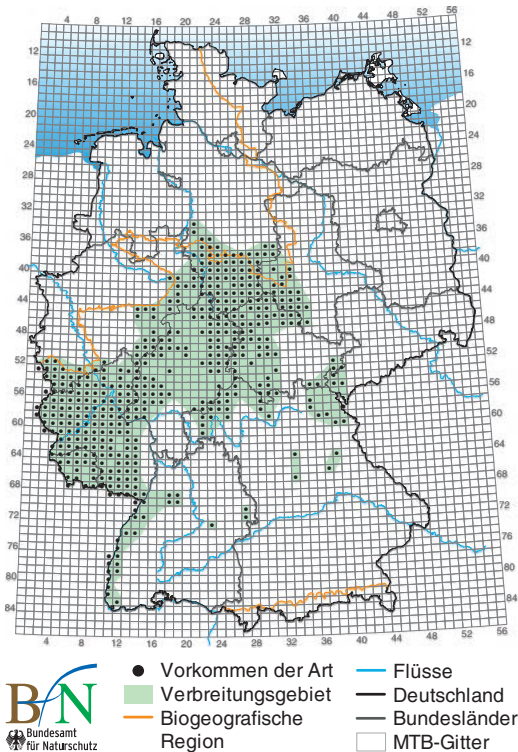 4 8 12 16 20 24 28 32 36 40 44 48 52 56
12 8
16 12
20 16
24 20
28 24
32 28
36 32
40 36
44 40
48 44
52 48
56 52
60 56
64 60
68 64
72 68
76 72
80 76
84 80
84
4 8 12 16 20 24 28 32 36 40 44 48 52 56
BfN
Bundesamt
für Naturschutz
Vorkommen der Art
Verbreitungsgebiet
Biogeografische
Region
Flüsse
Deutschland
Bundesländer
MTB-Gitter